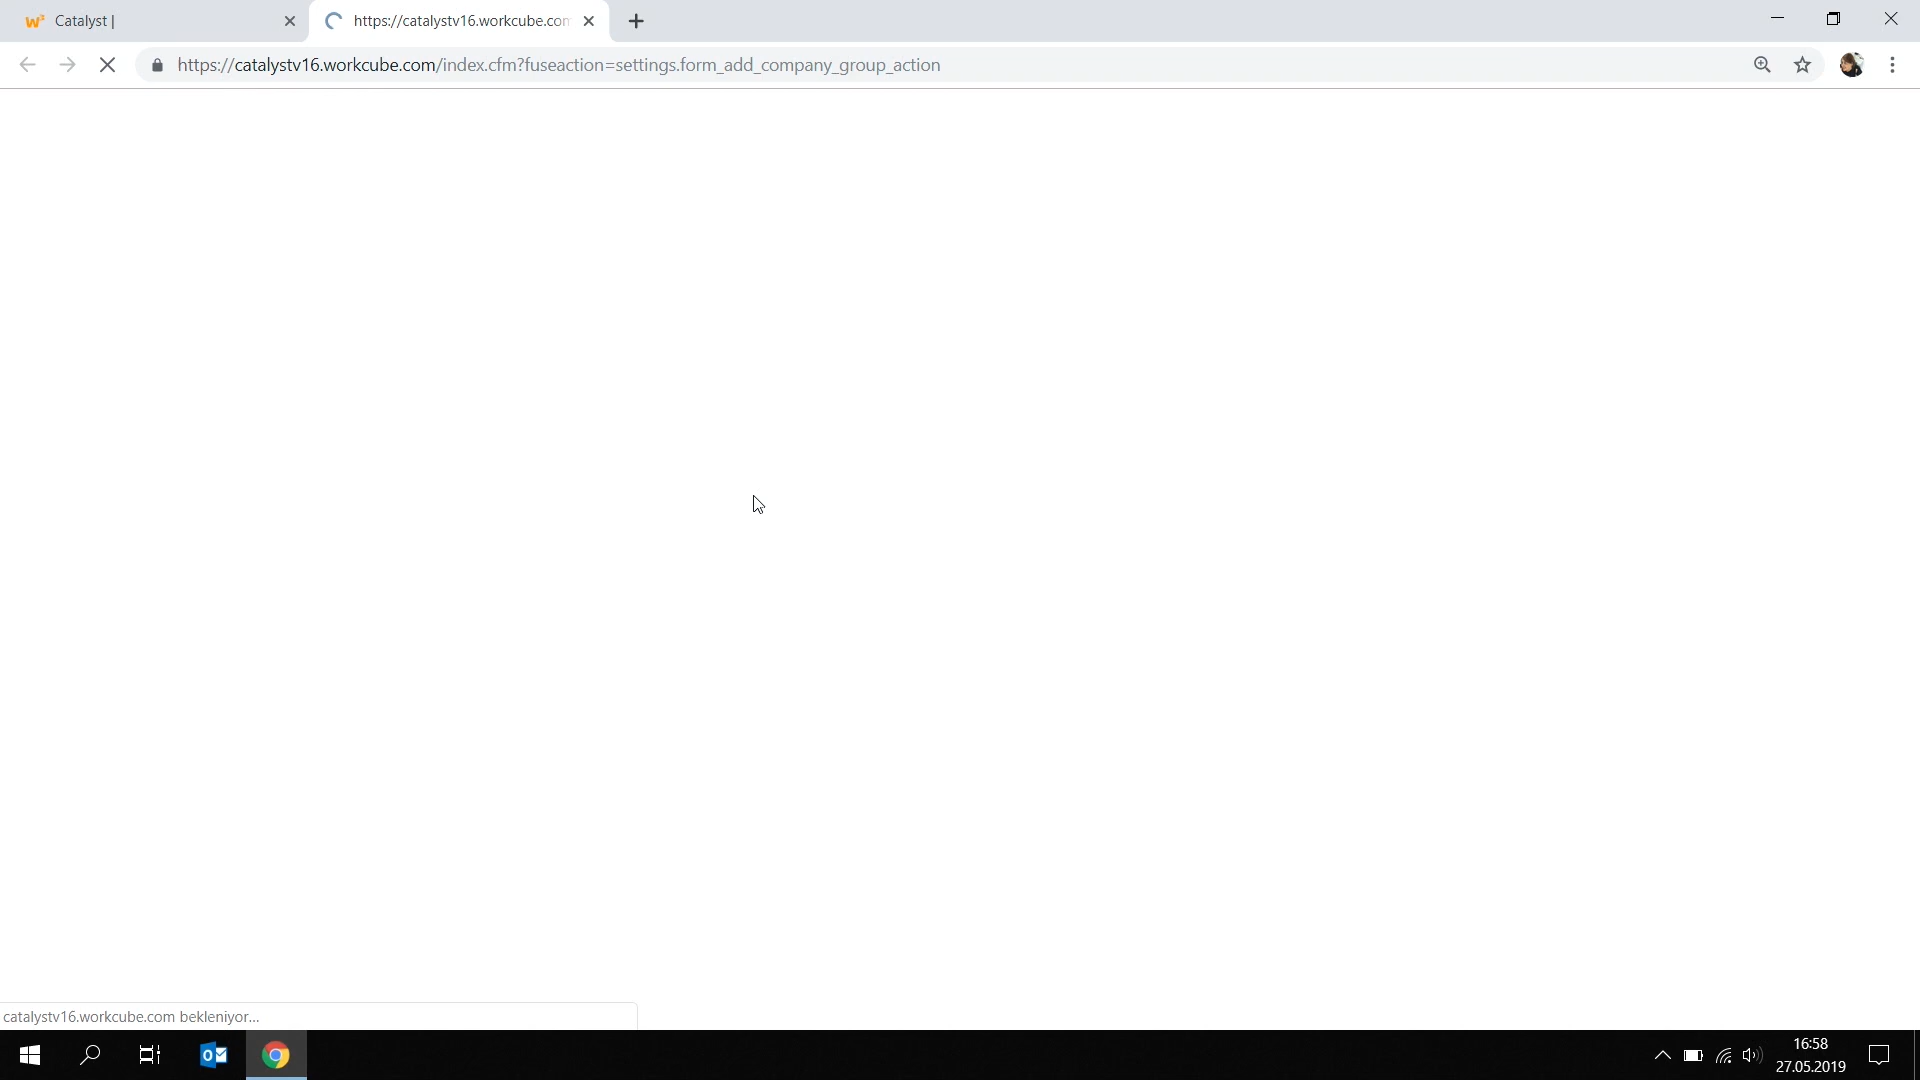 Catalyst |
https://catalystv16.workcube.com
https://catalystv16.workcube.com/index.cfm?fuseaction=settings.form_add_company_group_action
catalystv16.workcube.com bekleniyor...
16:58
27.05.2019